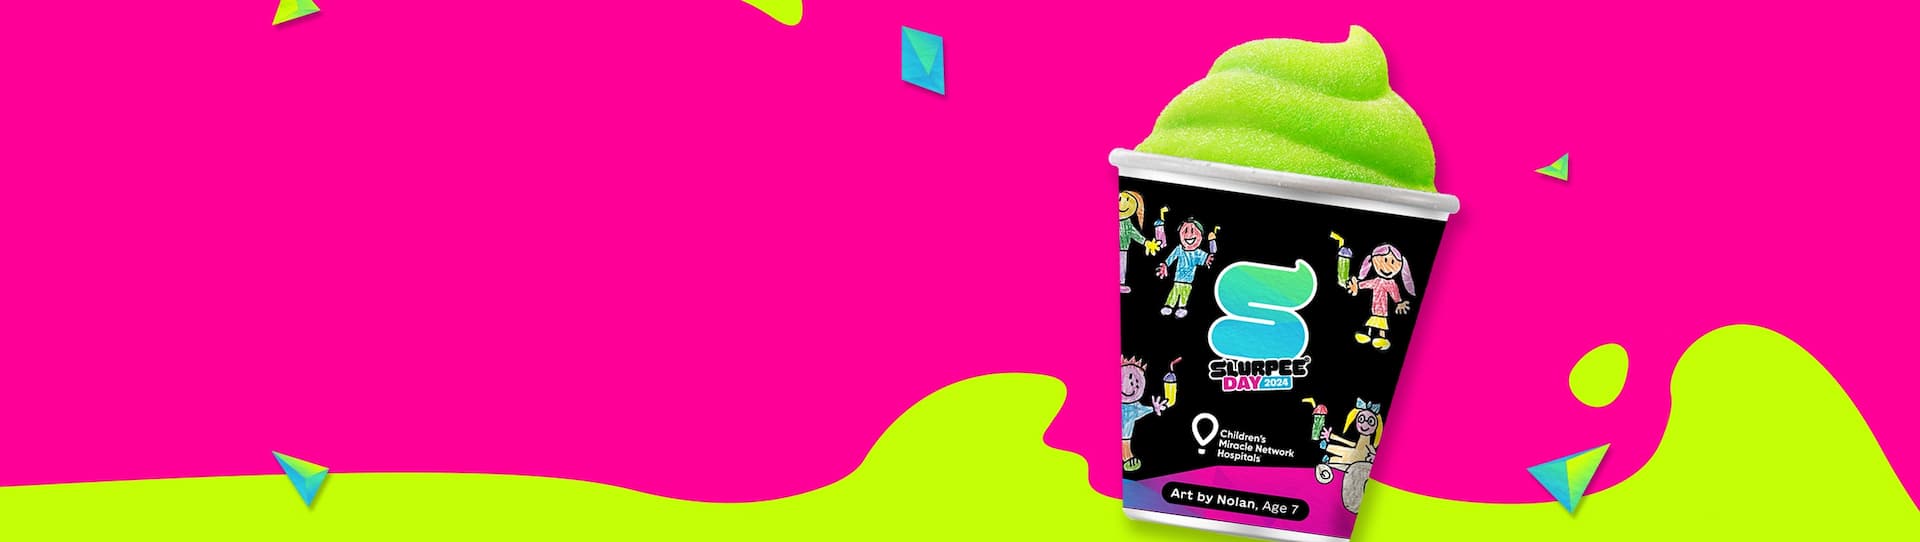 SLURPEE®
DAY 2024
Children's
Miracle Network
Hospitals
Art by Nolan, Age 7